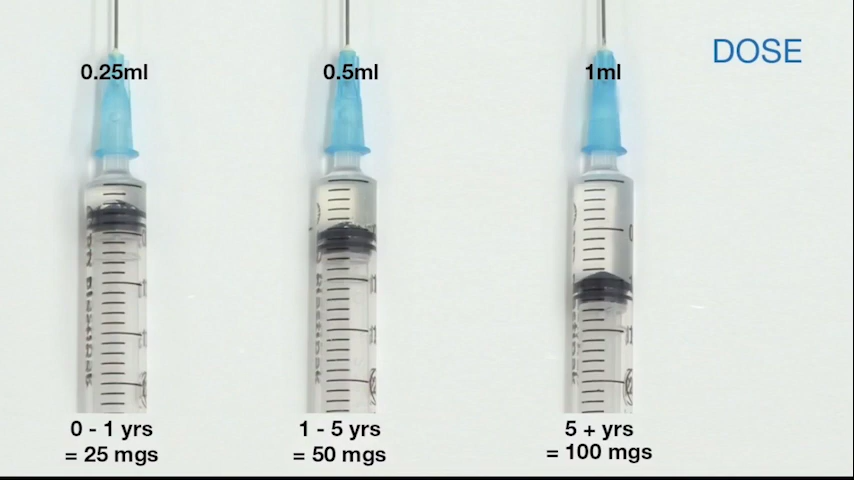 DOSE
0.25ml
0.5ml
1ml
0 - 1 yrs
= 25 mgs
1 - 5 yrs
= 50 mgs
5 + yrs
= 100 mgs